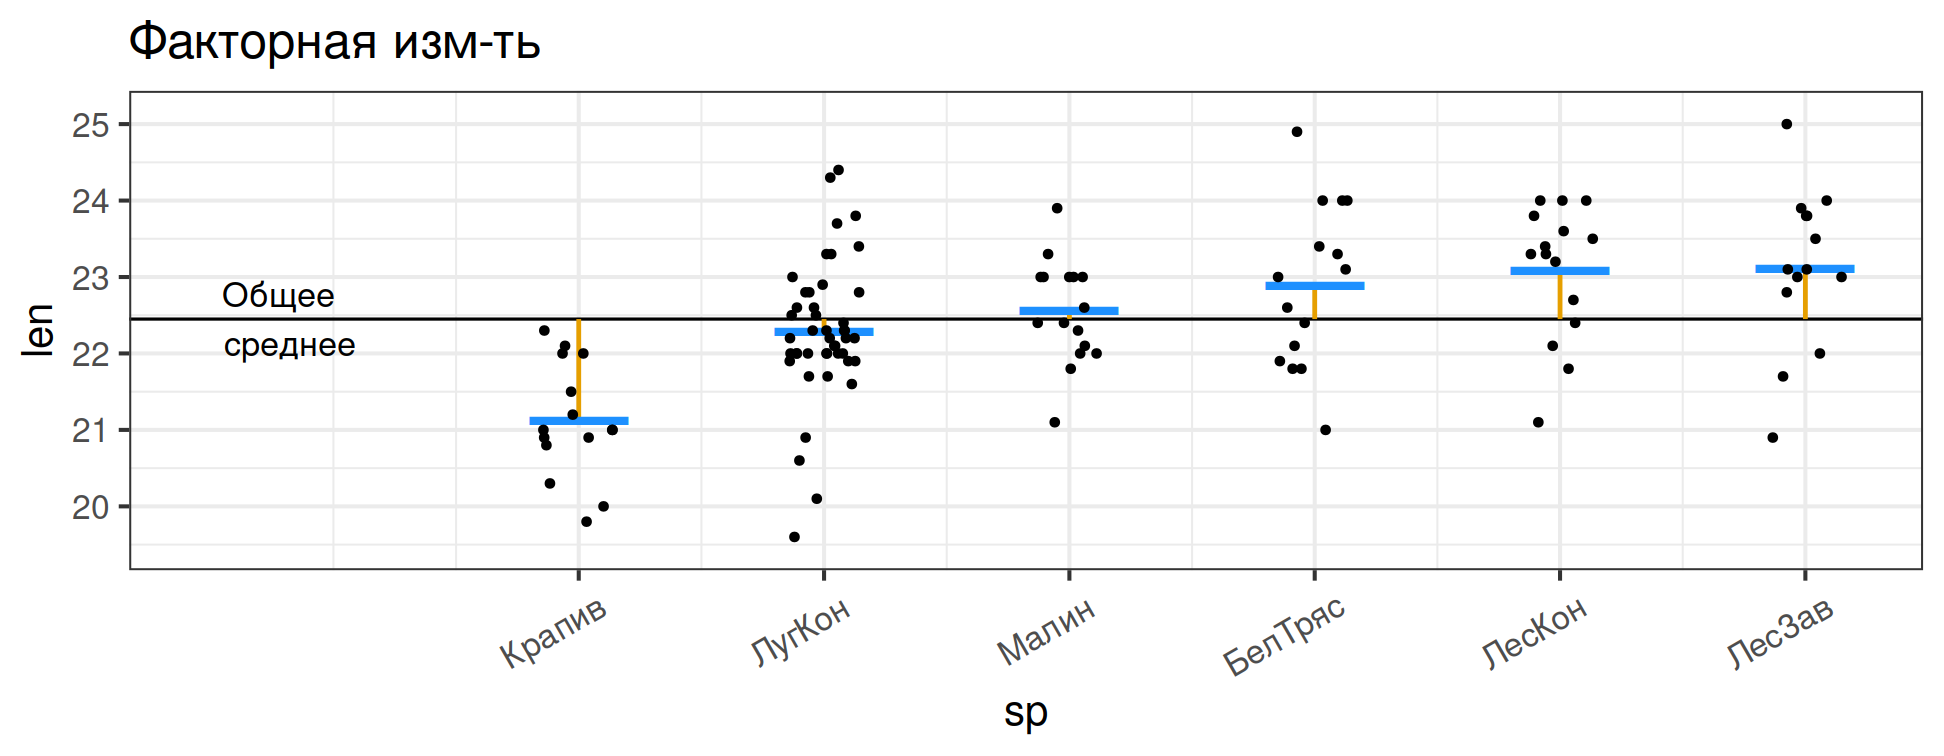 Факторная изм-ть
25
24
23
22
21
20
len
Общее
среднее
Крапив
ЛугКон
Малин
БелТряс
ЛесКон
ЛесЗав
sp